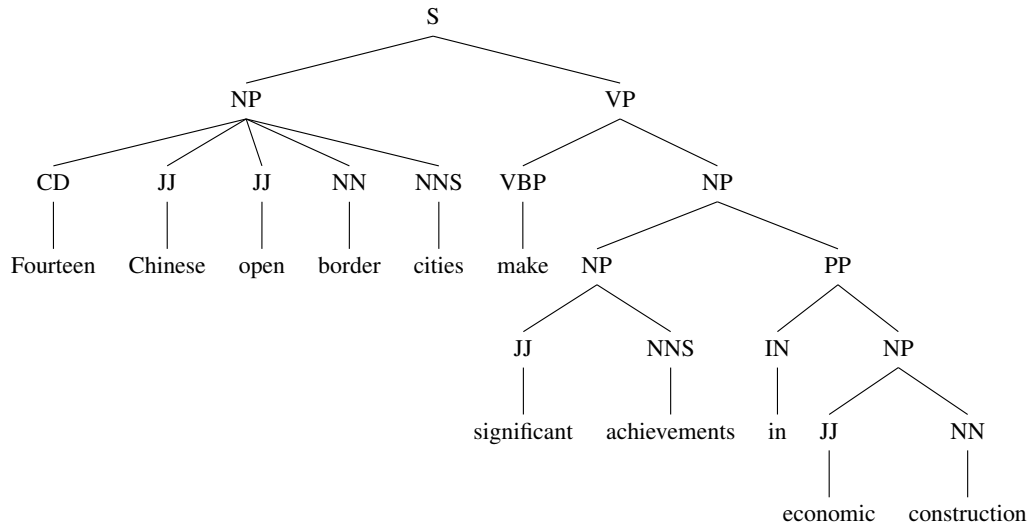 S
NP VP
CD JJ JJ NN NNS VBP NP
Fourteen Chinese open border cities make NP PP
JJ NNS IN NP
significant achievements in JJ NN
economic construction